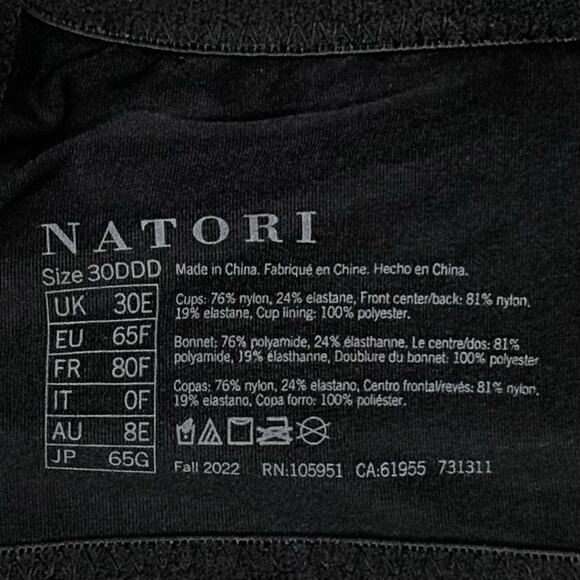 NATORI
Size 30DDD
UK 30E
EU 65F
FR 80F
IT 0F
AU 8E
JP 65G
Made in China. Fabriqué en Chine. Hecho en China.
Cups: 76% nylon, 24% elastane, Front center/back: 81% nylon,
19% elastane, Cup lining: 100% polyester.
Bonnet: 76% polyamide, 24% élasthanne, Le centre/dos: 81%
polyamide, 19% élasthanne, Doublure du bonnet: 100% polyester
Copas: 76% nylon, 24% elastano, Centro frontal/revés: 81% nylon,
19% elastano, Copa forro: 100% poliéster.
Fall 2022 RN:105951 CA:61955 731311